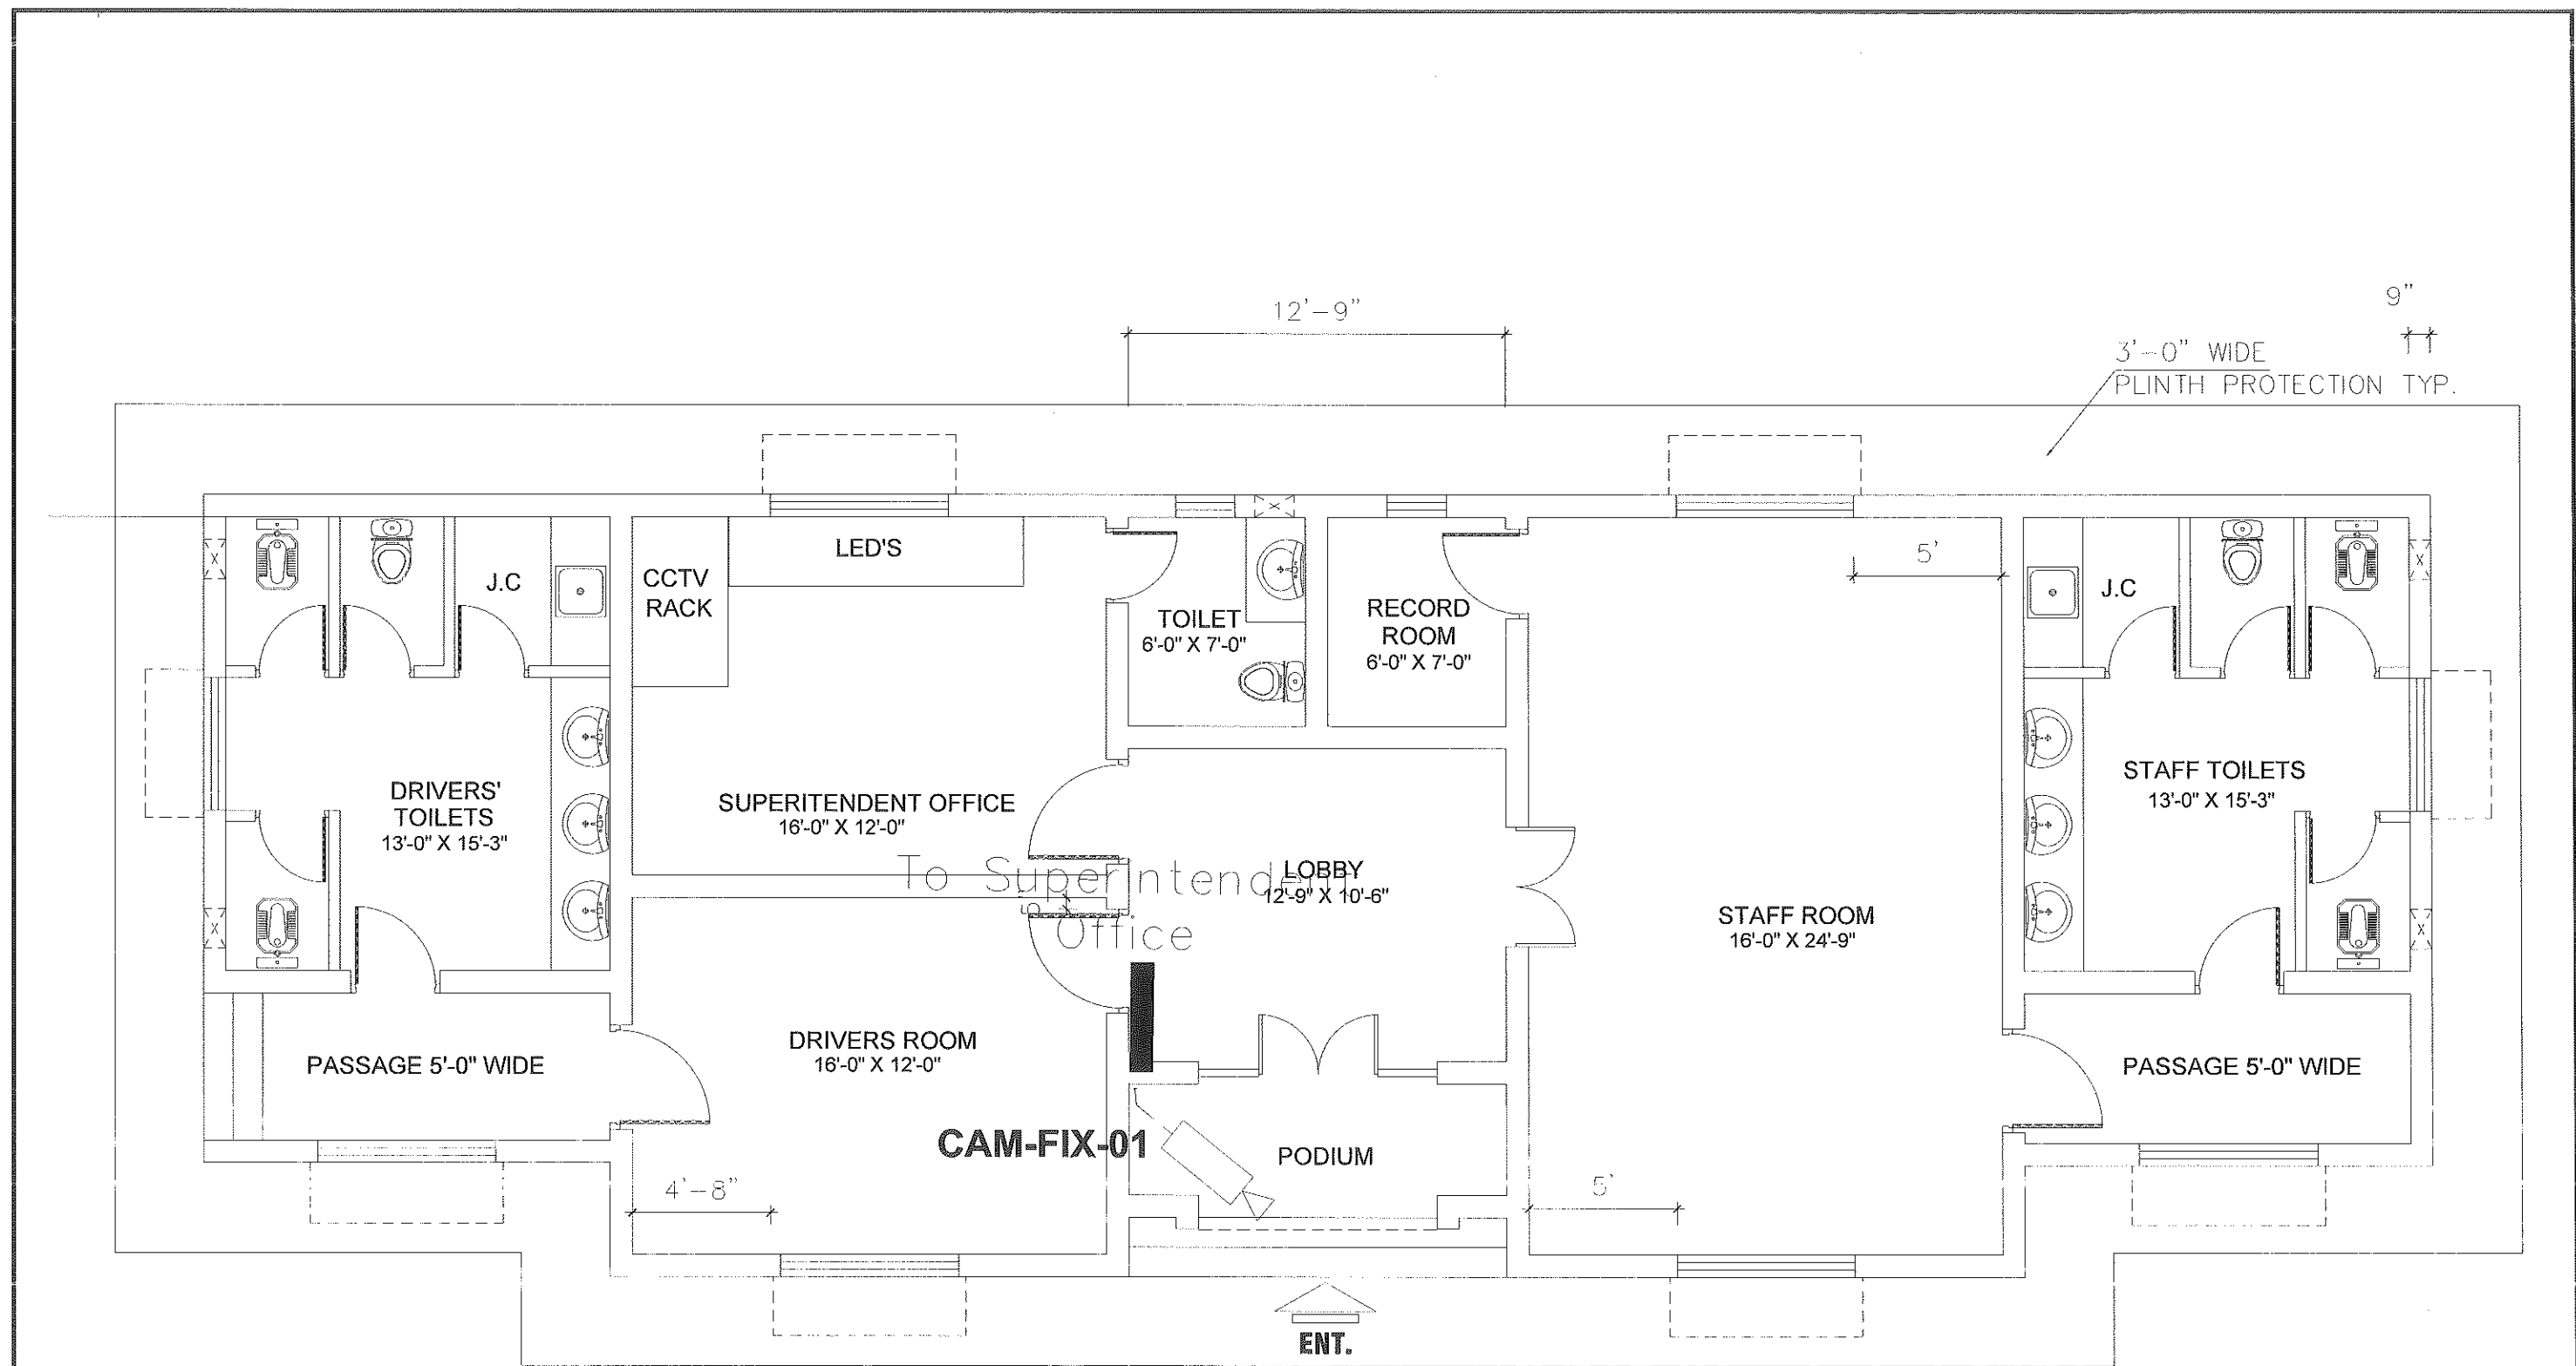 12'-9"
9"
3'-0" WIDE
PLINTH PROTECTION TYP.
LED'S
CCTV
RACK
J.C
TOILET
6'-0" X 7'-0"
RECORD
ROOM
6'-0" X 7'-0"
5'
J.C
DRIVERS'
TOILETS
13'-0" X 15'-3"
SUPERITENDENT OFFICE
16'-0" X 12'-0"
To Superintendent
Office
LOBBY
12'-9" X 10'-6"
STAFF ROOM
16'-0" X 24'-9"
STAFF TOILETS
13'-0" X 15'-3"
PASSAGE 5'-0" WIDE
DRIVERS ROOM
16'-0" X 12'-0"
PASSAGE 5'-0" WIDE
CAM-FIX-01
PODIUM
4'-8"
5'
ENT.